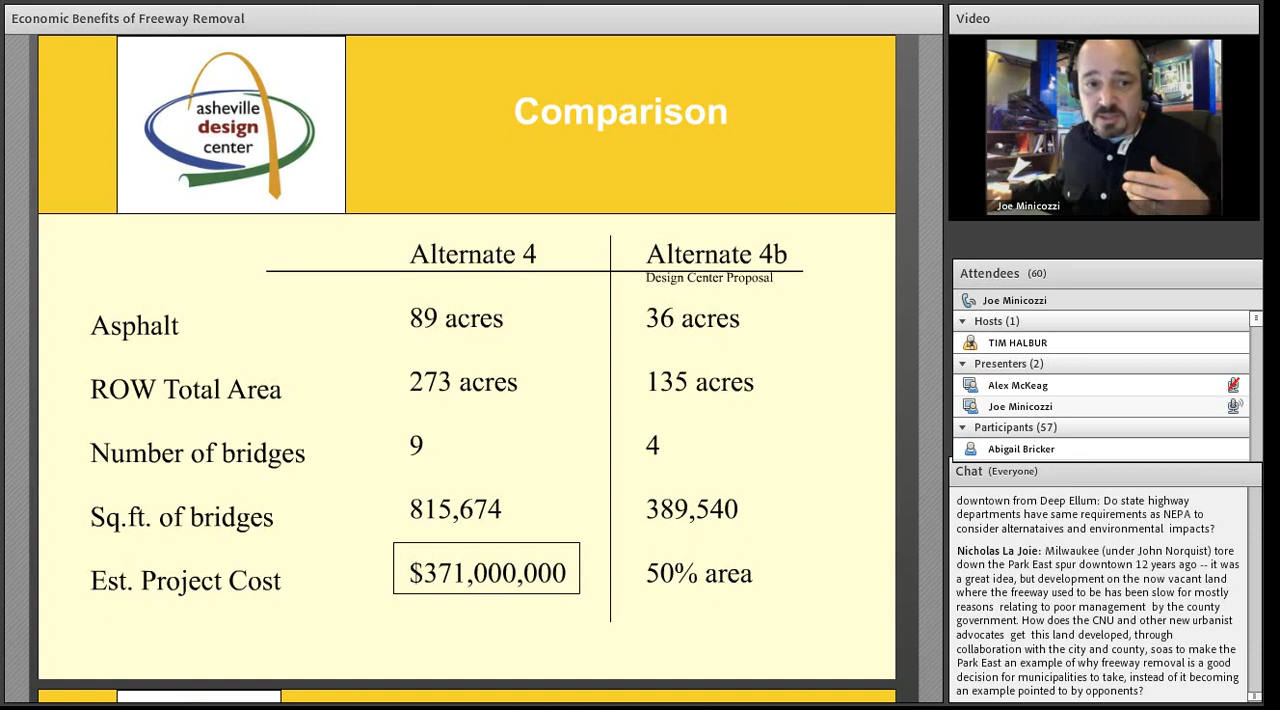 Economic Benefits of Freeway Removal
asheville
design
center
Comparison
Alternate 4 Alternate 4b
Design Center Proposal
Asphalt 89 acres 36 acres
ROW Total Area 273 acres 135 acres
Number of bridges 9 4
Sq.ft. of bridges 815,674 389,540
Est. Project Cost $371,000,000 50% area
Video
Joe Minicozzi
Attendees (60)
Joe Minicozzi
Hosts (1)
TIM HALBUR
Presenters (2)
Alex McKeag
Joe Minicozzi
Participants (57)
Abigail Bricker
Chat (Everyone)
downtown from Deep Ellum: Do state highway
departments have same requirements as NEPA to
consider alternataives and environmental impacts?
Nicholas La Joie: Milwaukee (under John Norquist) tore
down the Park East spur downtown 12 years ago -- it was
a great idea, but development on the now vacant land
where the freeway used to be has been slow for mostly
reasons relating to poor management by the county
government. How does the CNU and other new urbanist
advocates get this land developed, through
collaboration with the city and county, soas to make the
Park East an example of why freeway removal is a good
decision for municipalities to take, instead of it becoming
an example pointed to by opponents?